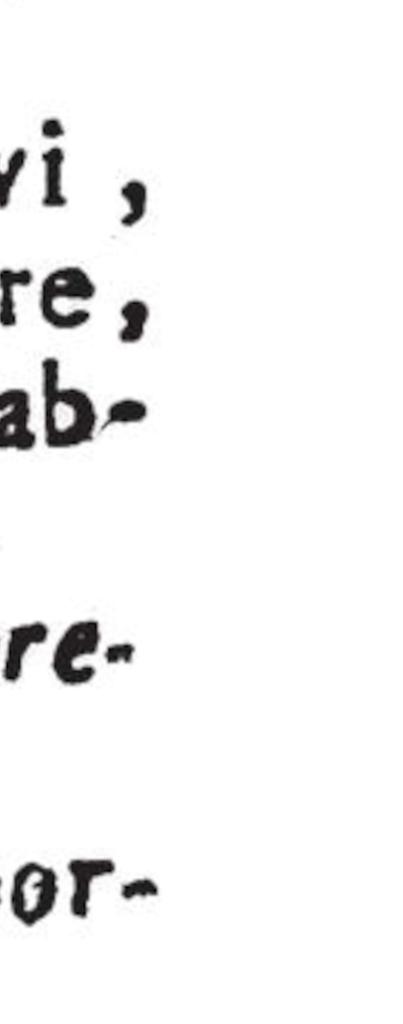 vi ,
re ,
ab-
re-
or-